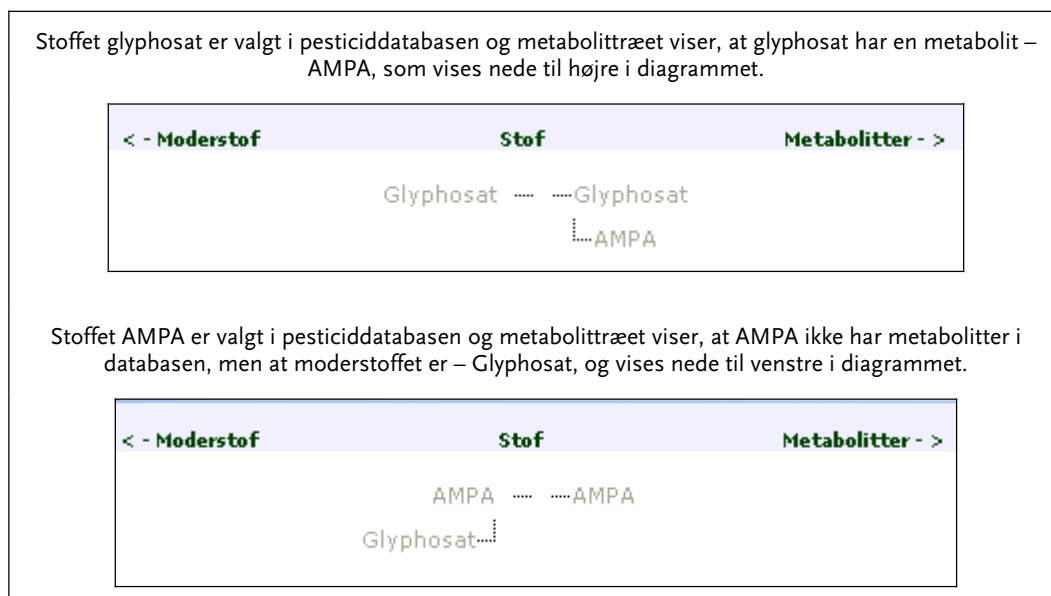 Stoffet glyphosat er valgt i pesticiddatabasen og metabolittræet viser, at glyphosat har en metabolit –
AMPA, som vises nede til højre i diagrammet.
< - Moderstof Stof Metabolitter - >
Glyphosat Glyphosat
AMPA
Stoffet AMPA er valgt i pesticiddatabasen og metabolittræet viser, at AMPA ikke har metabolitter i
databasen, men at moderstoffet er – Glyphosat, og vises nede til venstre i diagrammet.
< - Moderstof Stof Metabolitter - >
AMPA AMPA
Glyphosat